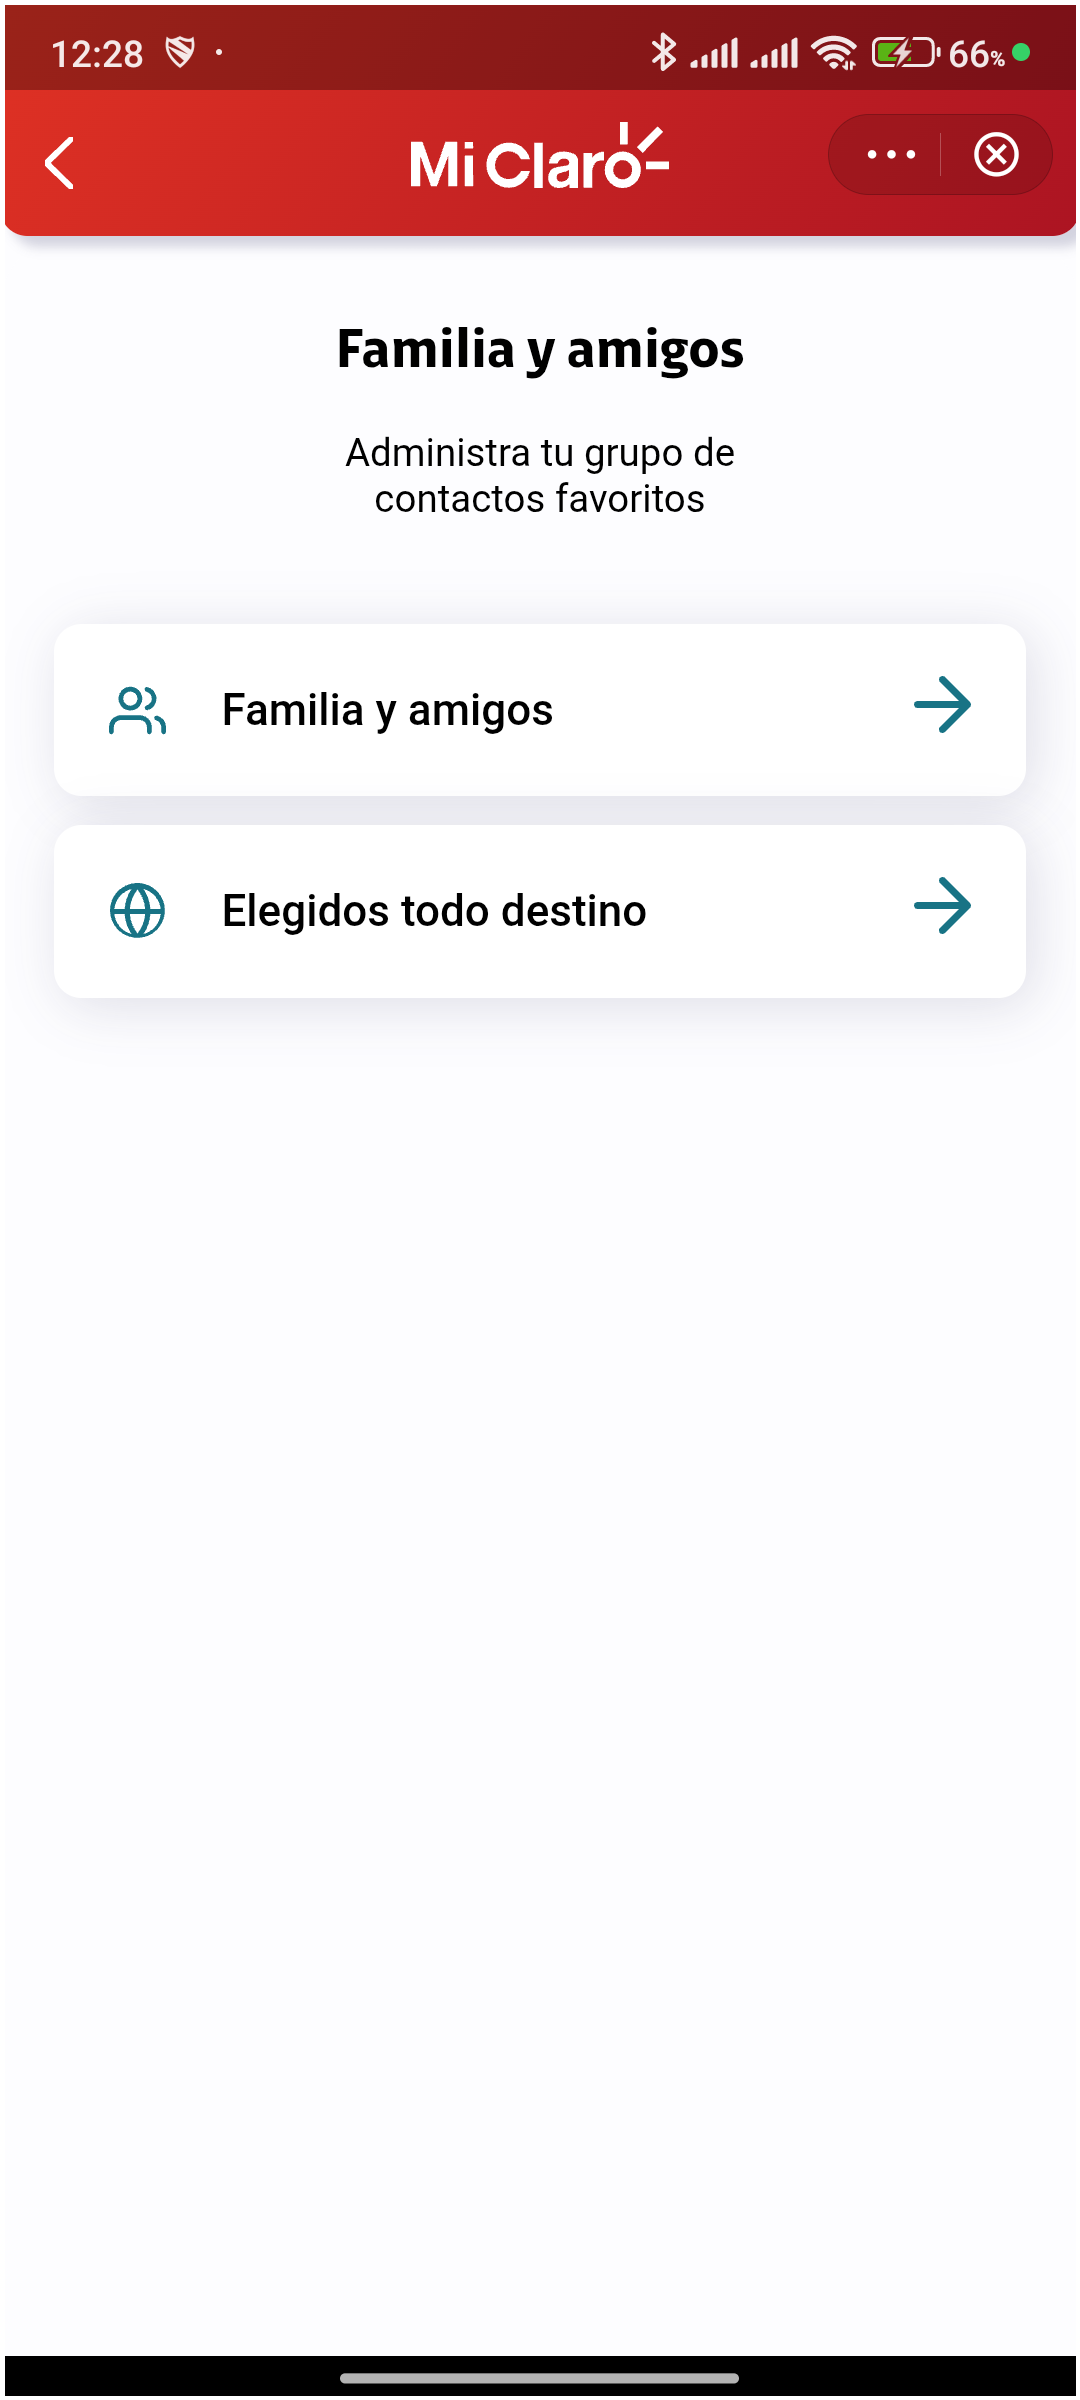 12:28
66%
Mi Claro
Familia y amigos
Administra tu grupo de
contactos favoritos
Familia y amigos
Elegidos todo destino